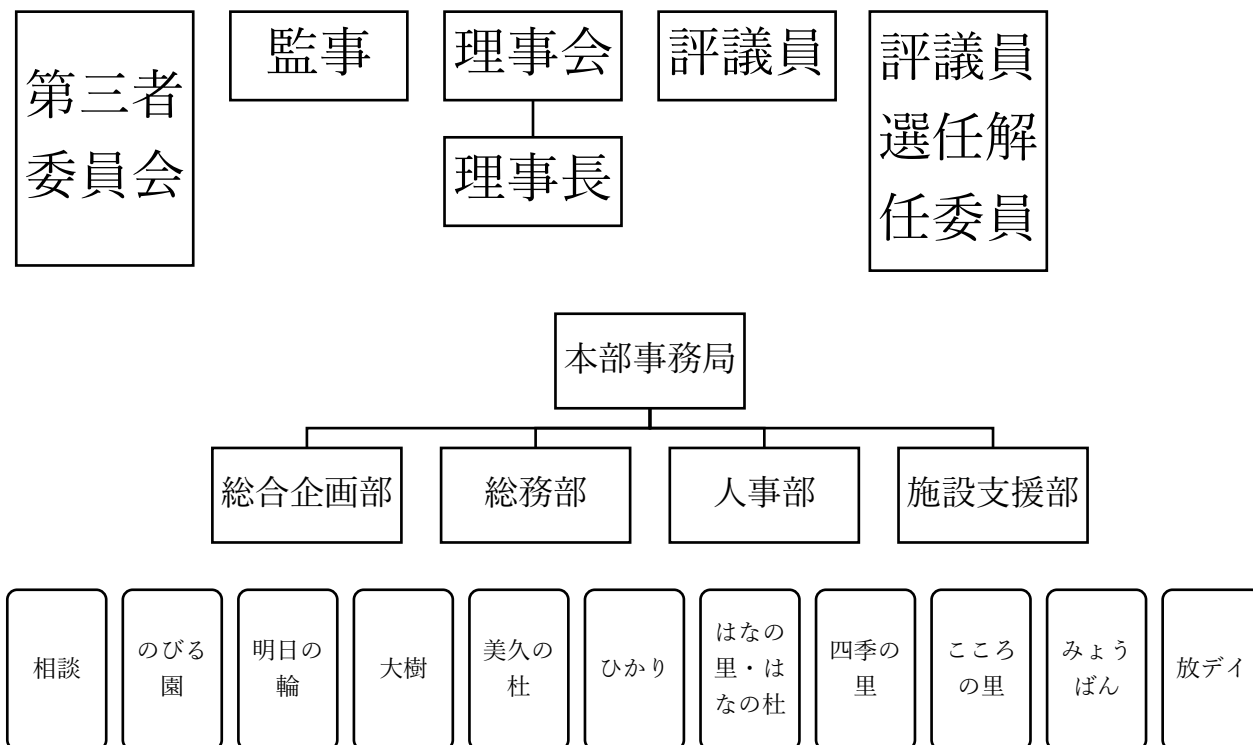 第三者
委員会
監事
理事会
理事長
評議員
評議員
選任解
任委員
本部事務局
総合企画部
総務部
人事部
施設支援部
相談
のびる
園
明日の
輪
大樹
美久の
杜
ひかり
はなの
里・は
なの杜
四季の
里
こころ
の里
みょう
ばん
放デイ